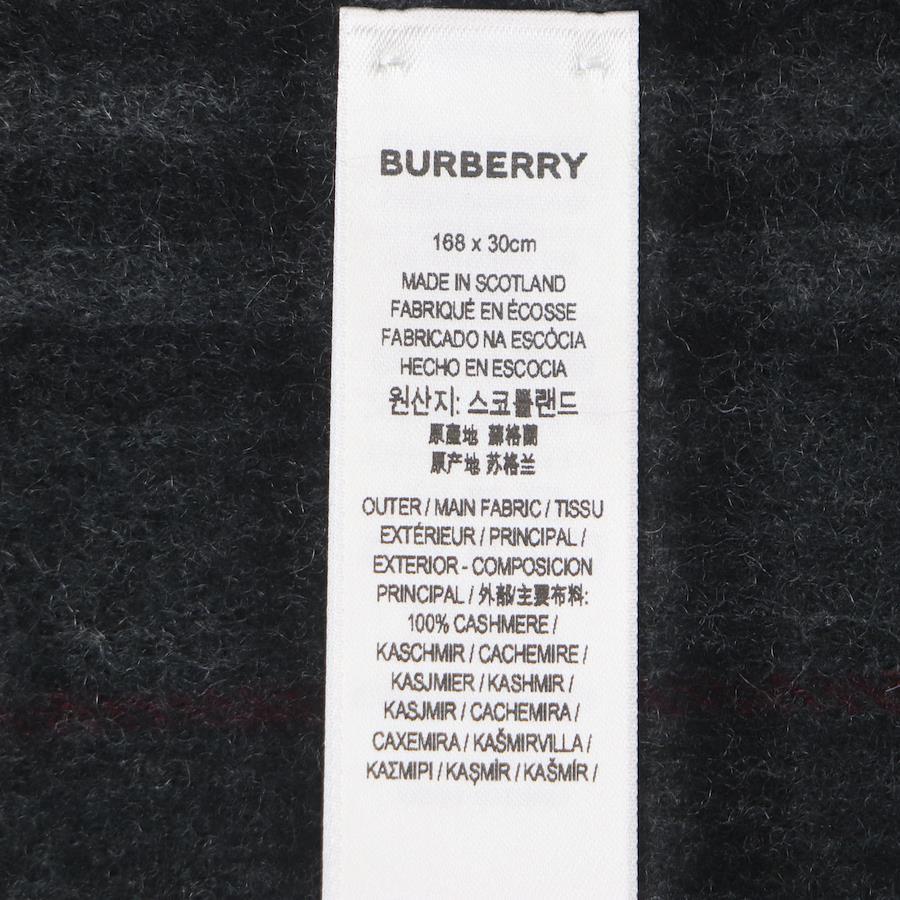 BURBERRY
168 x 30cm
MADE IN SCOTLAND
FABRIQUÉ EN ÉCOSSE
FABRICADO NA ESCÓCIA
HECHO EN ESCOCIA
원산지: 스코틀랜드
原產地 蘇格蘭
原产地 苏格兰
OUTER / MAIN FABRIC / TISSU
EXTÉRIEUR / PRINCIPAL /
EXTERIOR - COMPOSICION
PRINCIPAL / 外部/主要布料:
100% CASHMERE /
KASCHMIR / CACHEMIRE /
KASJMIER / KASHMIR /
KASJMIR / CACHEMIRA /
CAXEMIRA / KAŠMIRVILLA /
ΚΑΣΜΙΡΙ / KAŞMİR / KAŠMÍR /